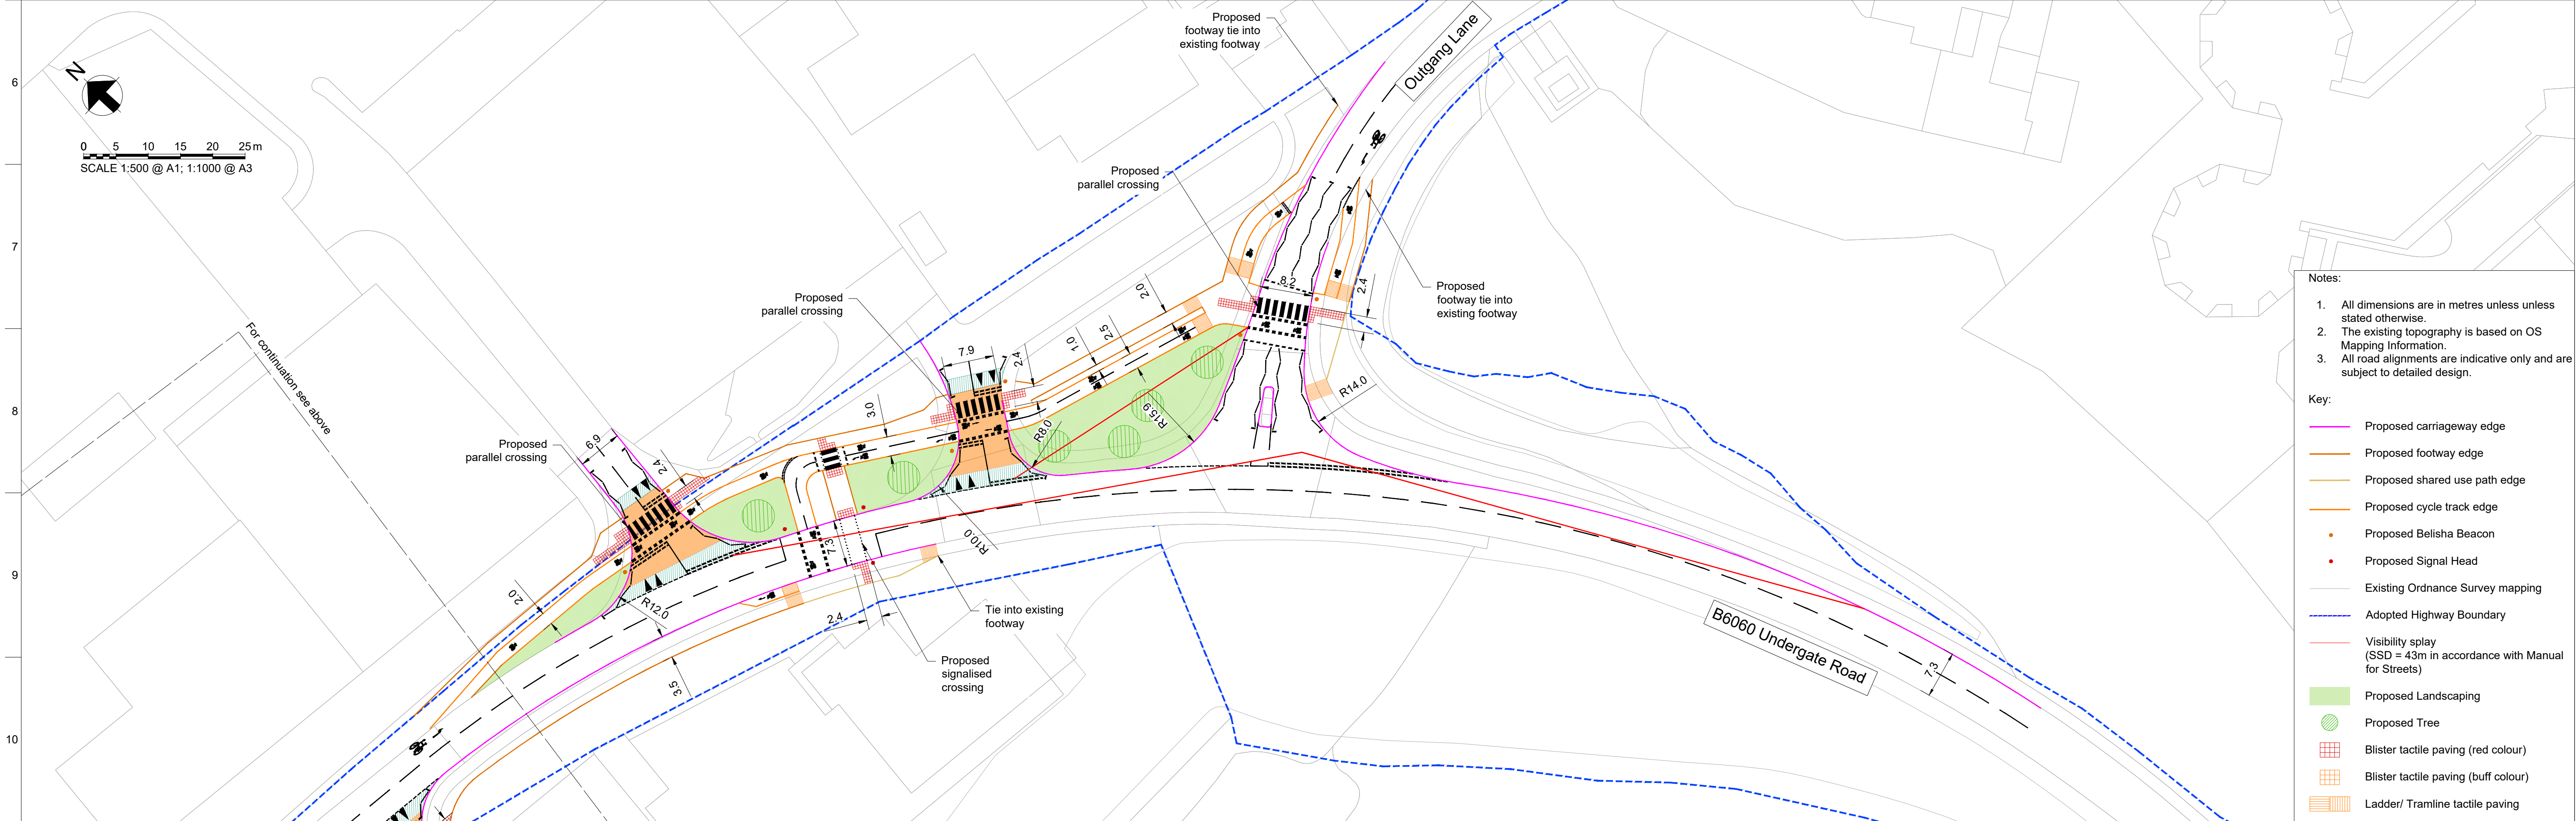 Proposed
footway tie into
existing footway
Outgang Lane
6
N
0 5 10 15 20 25 m
SCALE 1:500 @ A1; 1:1000 @ A3
Proposed
parallel crossing
7
Proposed
parallel crossing
8.2
2.4
2.0
Proposed
footway tie into
existing footway
For continuation see above
7.9
2.4
1.0
2.5
8
3.0
R8.0
R15.9
R14.0
Proposed
parallel crossing
6.9
2.4
9
7.3
R10.0
2.0
R12.0
2.4
Tie into existing
footway
Proposed
signalised
crossing
3.5
B6060 Undergate Road
7.3
10
Notes:
1. All dimensions are in metres unless unless
stated otherwise.
2. The existing topography is based on OS
Mapping Information.
3. All road alignments are indicative only and are
subject to detailed design.
Key:
Proposed carriageway edge
Proposed footway edge
Proposed shared use path edge
Proposed cycle track edge
Proposed Belisha Beacon
Proposed Signal Head
Existing Ordnance Survey mapping
Adopted Highway Boundary
Visibility splay
(SSD = 43m in accordance with Manual
for Streets)
Proposed Landscaping
Proposed Tree
Blister tactile paving (red colour)
Blister tactile paving (buff colour)
Ladder/ Tramline tactile paving